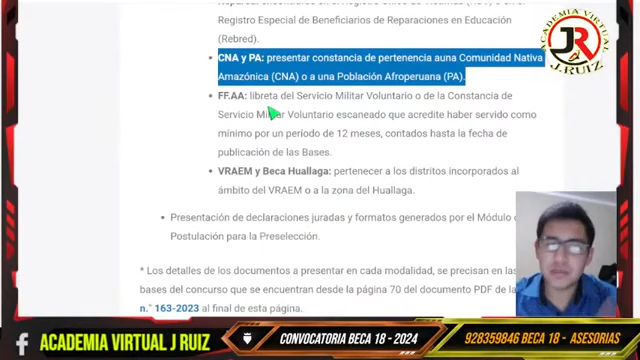 Registro Especial de Beneficiarios de Reparaciones en Educación
(Rebred).
CNA y PA: presentar constancia de pertenencia auna Comunidad Nativa
Amazónica (CNA) o a una Población Afroperuana (PA).
FF.AA: libreta del Servicio Militar Voluntario o de la Constancia de
Servicio Militar Voluntario escaneado que acredite haber servido como
mínimo por un período de 12 meses, contados hasta la fecha de
publicación de las Bases.
VRAEM y Beca Huallaga: pertenecer a los distritos incorporados al
ámbito del VRAEM o a la zona del Huallaga.
Presentación de declaraciones juradas y formatos generados por el Módulo
Postulación para la Preselección.
* Los detalles de los documentos a presentar en cada modalidad, se precisan en las
bases del concurso que se encuentran desde la página 70 del documento PDF de la
n.° 163-2023 al final de esta página.
ACADEMIA VIRTUAL
JR
J.RUIZ
f ACADEMIA VIRTUAL J RUIZ
CONVOCATORIA BECA 18 - 2024
928359846 BECA 18 - ASESORIAS